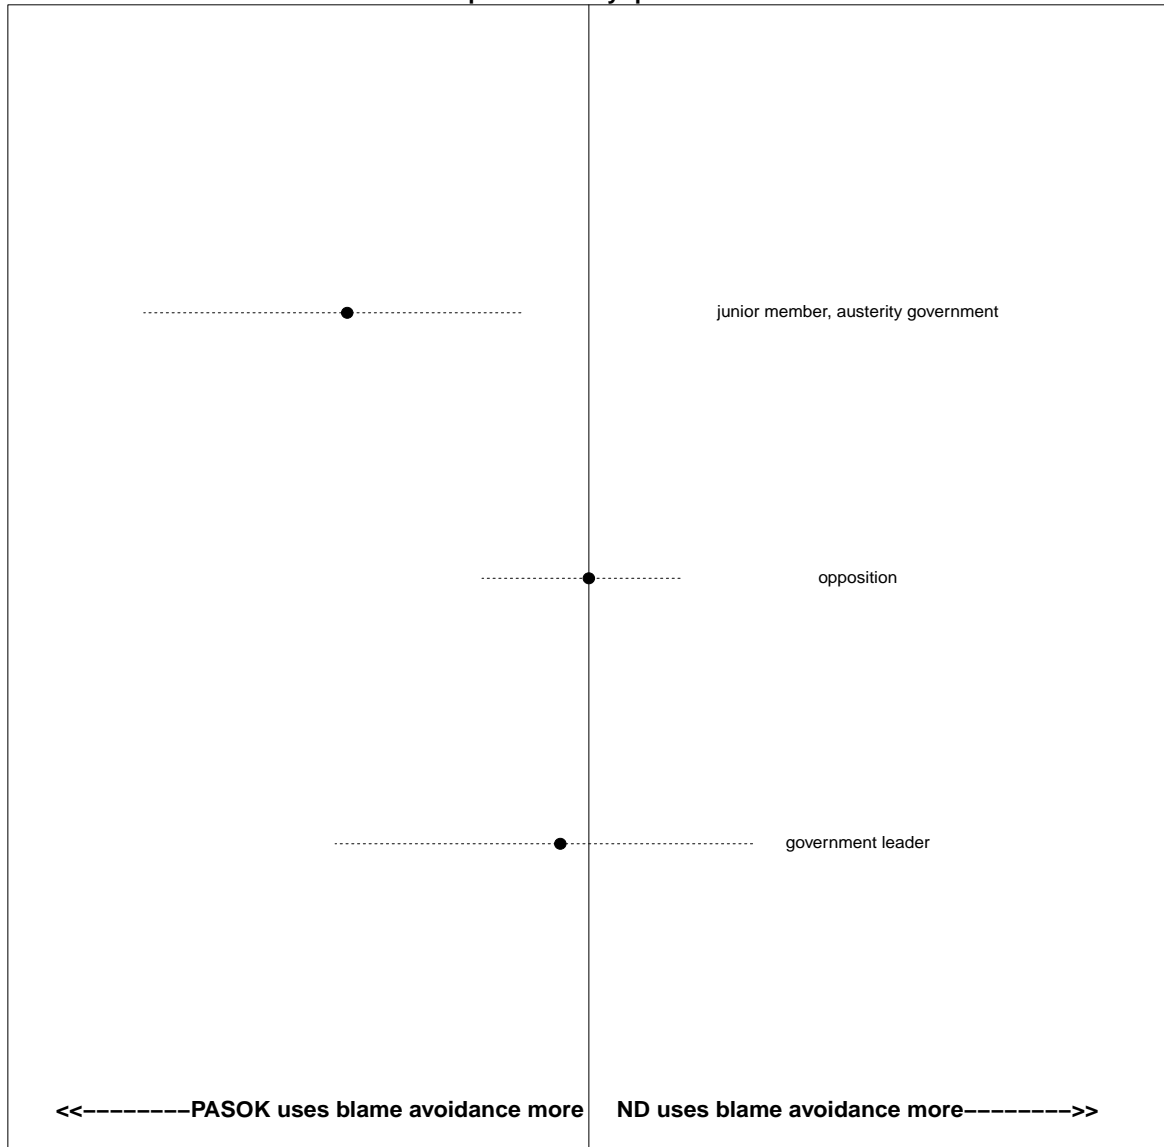 junior member, austerity government
opposition
government leader
<<--------PASOK uses blame avoidance more
ND uses blame avoidance more-------->>